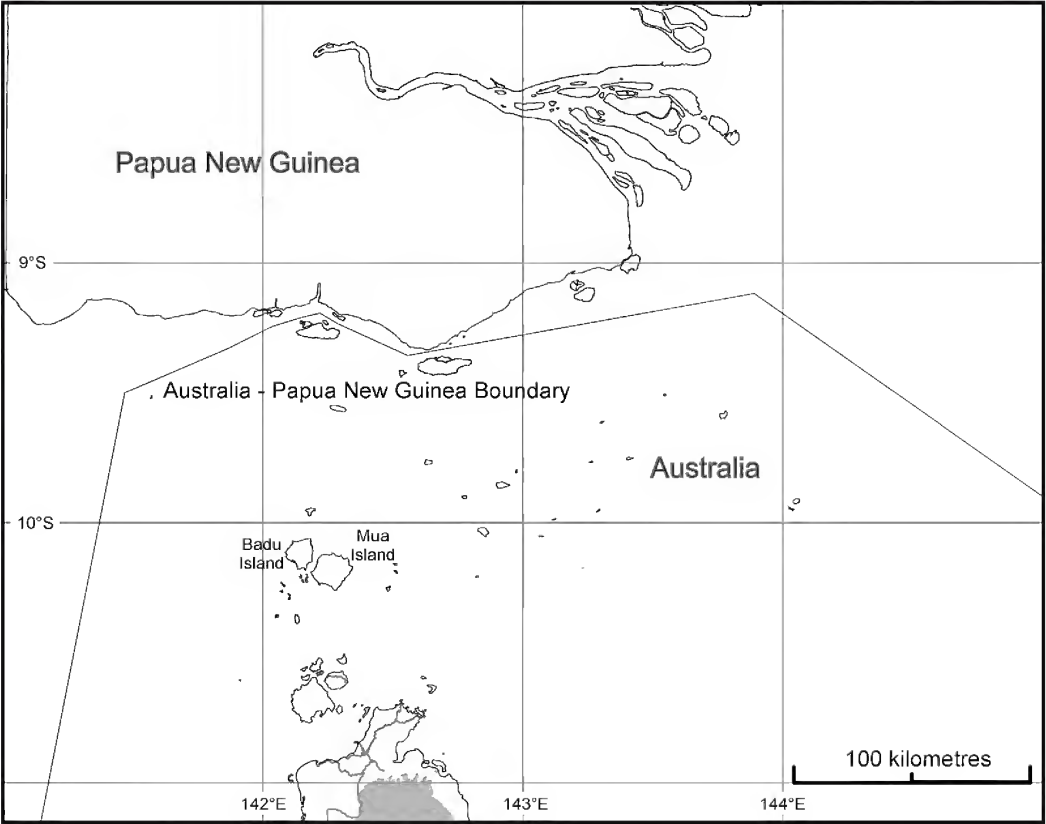 Papua New Guinea
9°S
Australia - Papua New Guinea Boundary
Australia
10°S
Badu
Island
Mua
Island
100 kilometres
142°E
143°E
144°E